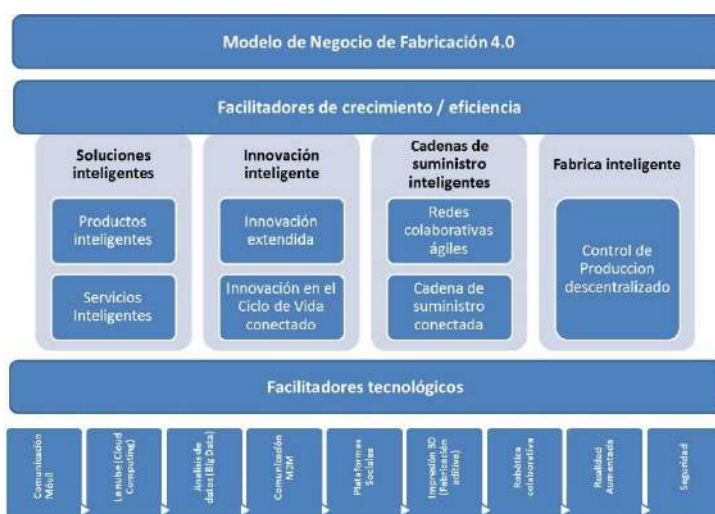 Modelo de Negocio de Fabricación 4.0
Facilitadores de crecimiento / eficiencia
Soluciones
inteligentes
Productos
inteligentes
Servicios
Inteligentes
Innovación
inteligente
Innovación
extendida
Innovación en el
Ciclo de Vida
conectado
Cadenas de
suministro
inteligentes
Redes
colaborativas
ágiles
Cadena de
suministro
conectada
Fabrica inteligente
Control de
Produccion
descentralizado
Facilitadores tecnológicos
Comunicación
Móvil
La nube (Cloud
Computing)
Analisis de
datos (Big Data)
Comunicación
M2M
Plataformas
Sociales
Impresión 3D
(Fabricación
aditiva)
Robótica
colaborativa
Realidad
Aumentada
Seguridad